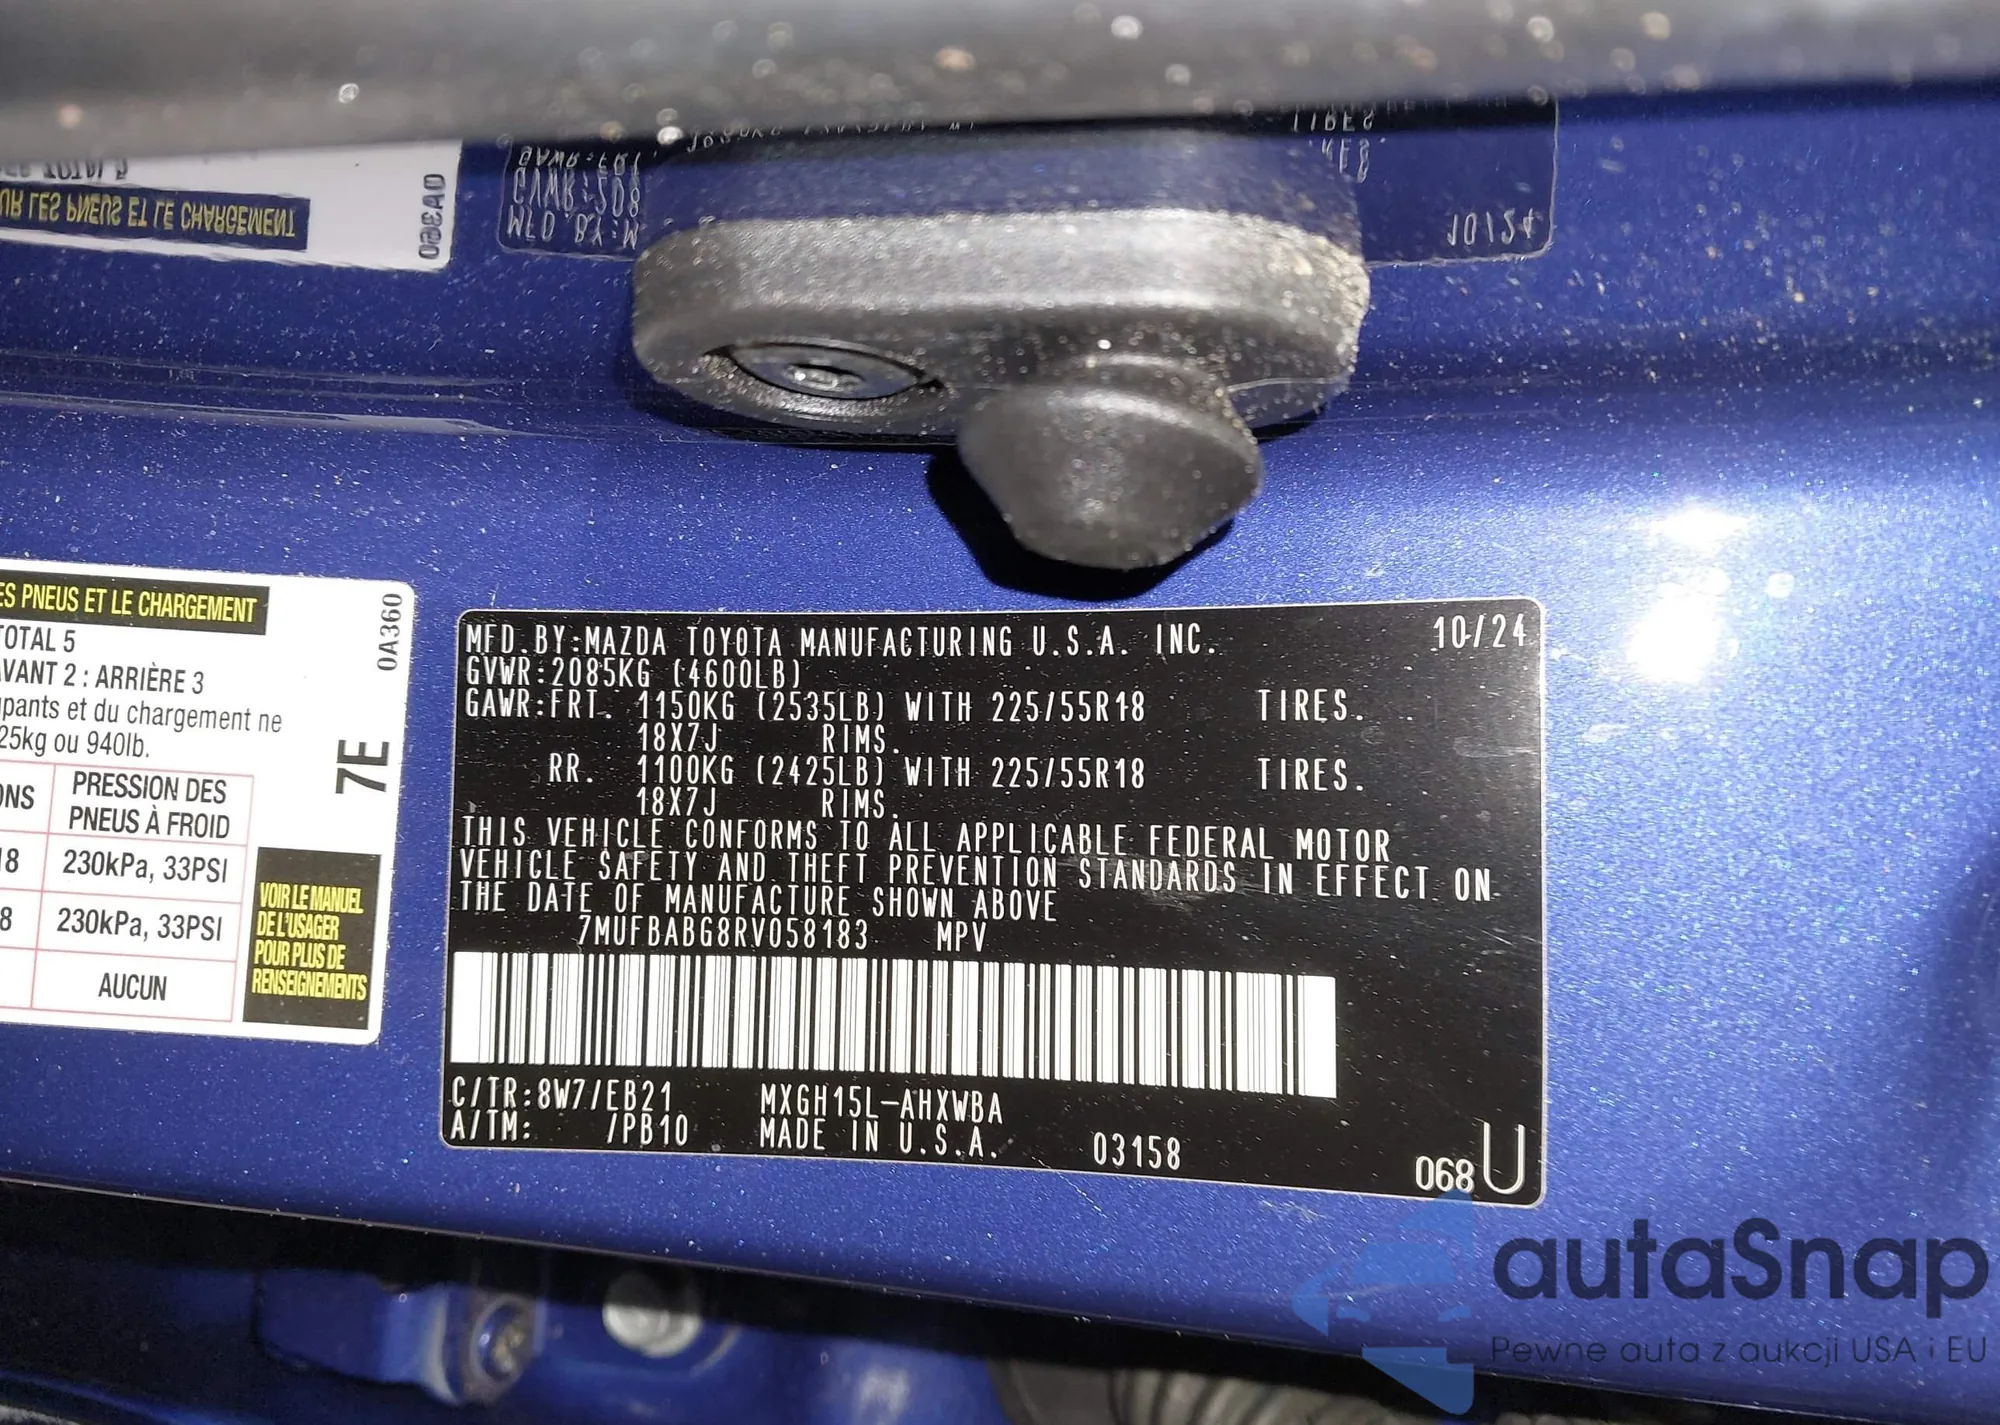 ES PNEUS ET LE CHARGEMENT
TOTAL 5
AVANT 2 : ARRIÈRE 3
pants et du chargement ne
25kg ou 940lb.
ONS
PRESSION DES
PNEUS À FROID
18
230kPa, 33PSI
8
230kPa, 33PSI
AUCUN
0A360
7E
VOIR LE MANUEL
DE L'USAGER
POUR PLUS DE
RENSEIGNEMENTS
MFD.BY:MAZDA TOYOTA MANUFACTURING U.S.A. INC. 10/24
GVWR:2085KG (4600LB)
GAWR:FRT. 1150KG (2535LB) WITH 225/55R18 TIRES.
18X7J RIMS.
RR. 1100KG (2425LB) WITH 225/55R18 TIRES.
18X7J RIMS.
THIS VEHICLE CONFORMS TO ALL APPLICABLE FEDERAL MOTOR
VEHICLE SAFETY AND THEFT PREVENTION STANDARDS IN EFFECT ON
THE DATE OF MANUFACTURE SHOWN ABOVE
7MUFBABG8RV058183 MPV
C/TR:8W7/EB21 MXGH15L-AHXWBA
A/TM: /PB10 MADE IN U.S.A. 03158
068 U
autaSnap
Pewne auta z aukcji USA i EU